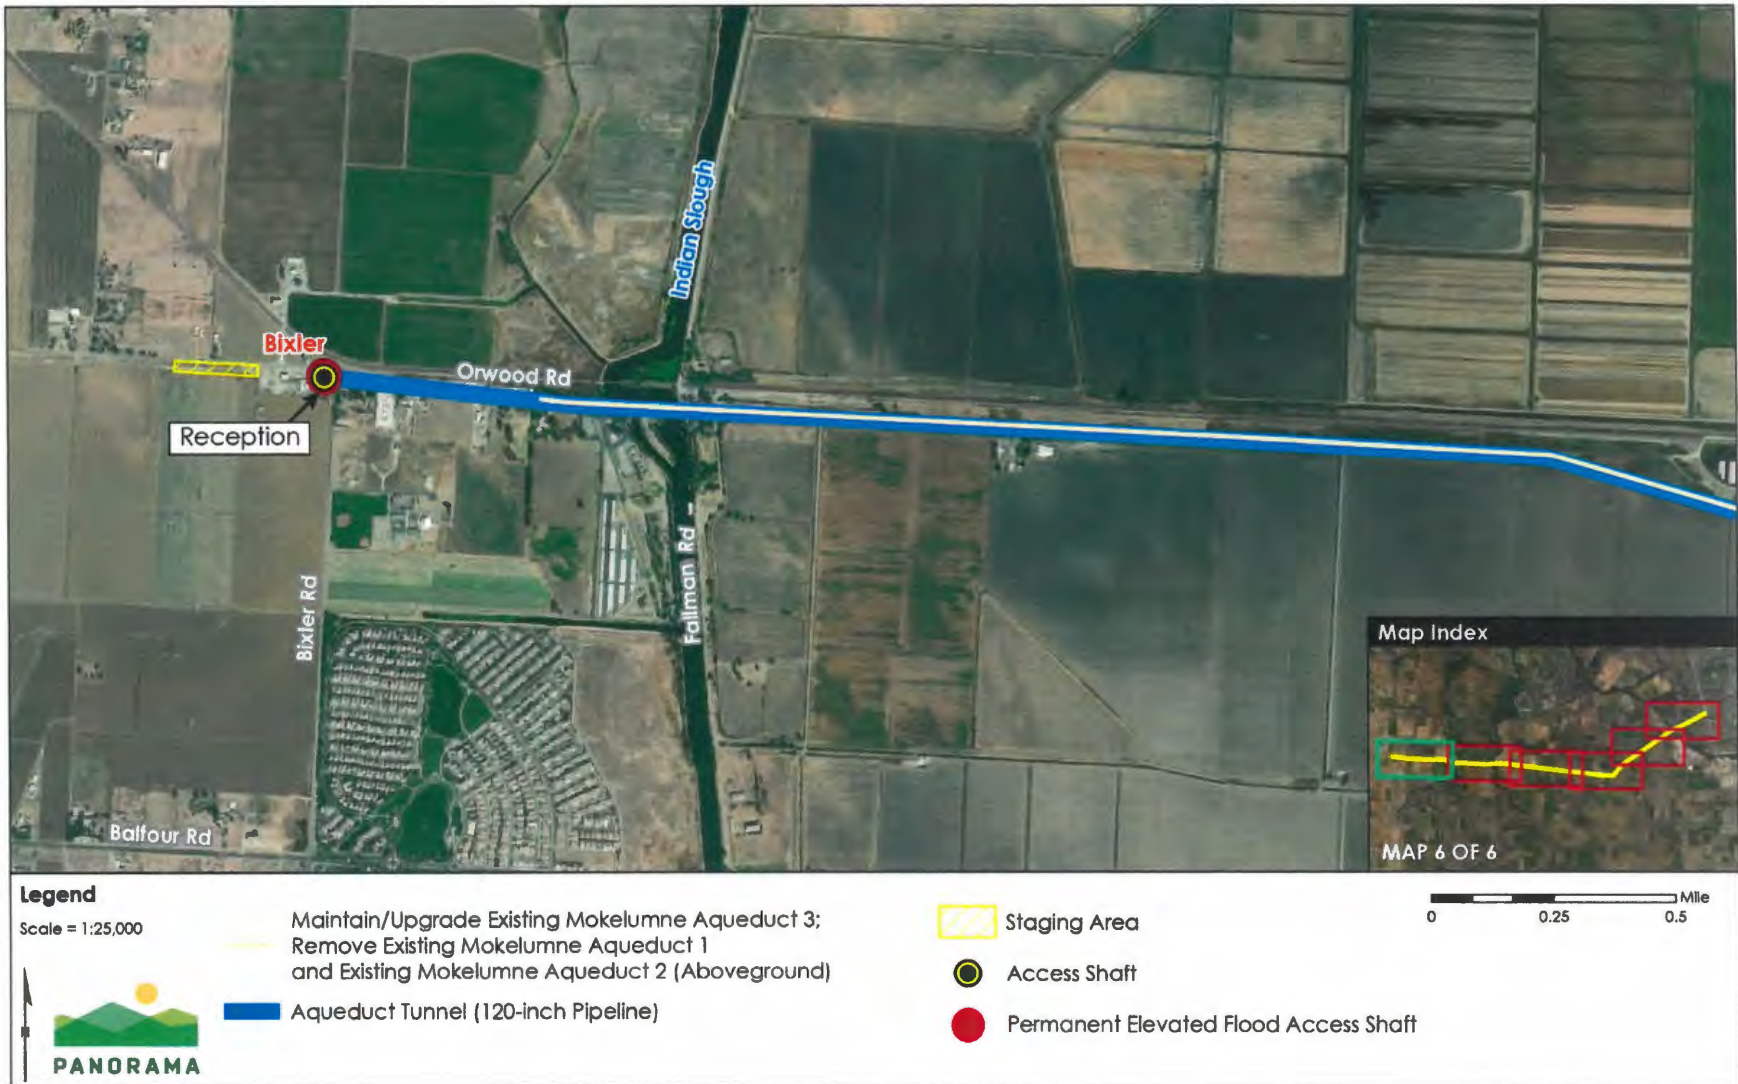 Indian Slough
Bixler
Orwood Rd
Reception
Bixler Rd
Fallman Rd
Balfour Rd
Map Index
MAP 6 OF 6
Legend
Scale = 1:25,000
PANORAMA
Maintain/Upgrade Existing Mokelumne Aqueduct 3;
Remove Existing Mokelumne Aqueduct 1
and Existing Mokelumne Aqueduct 2 (Aboveground)
Aqueduct Tunnel (120-inch Pipeline)
Staging Area
Access Shaft
Permanent Elevated Flood Access Shaft
Mile
0 0.25 0.5